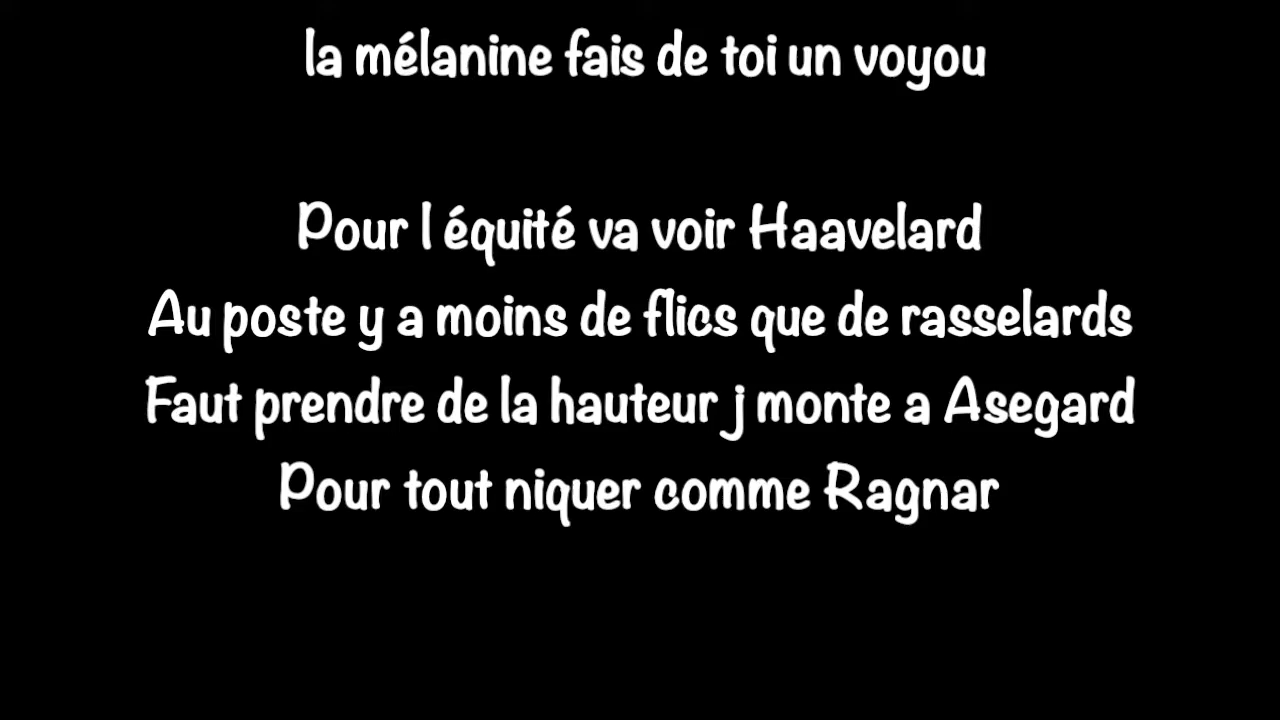 la mélanine fais de toi un voyou
Pour l équité va voir Haavelard
Au poste y a moins de flics que de rasselards
Faut prendre de la hauteur j monte a Asegard
Pour tout niquer comme Ragnar